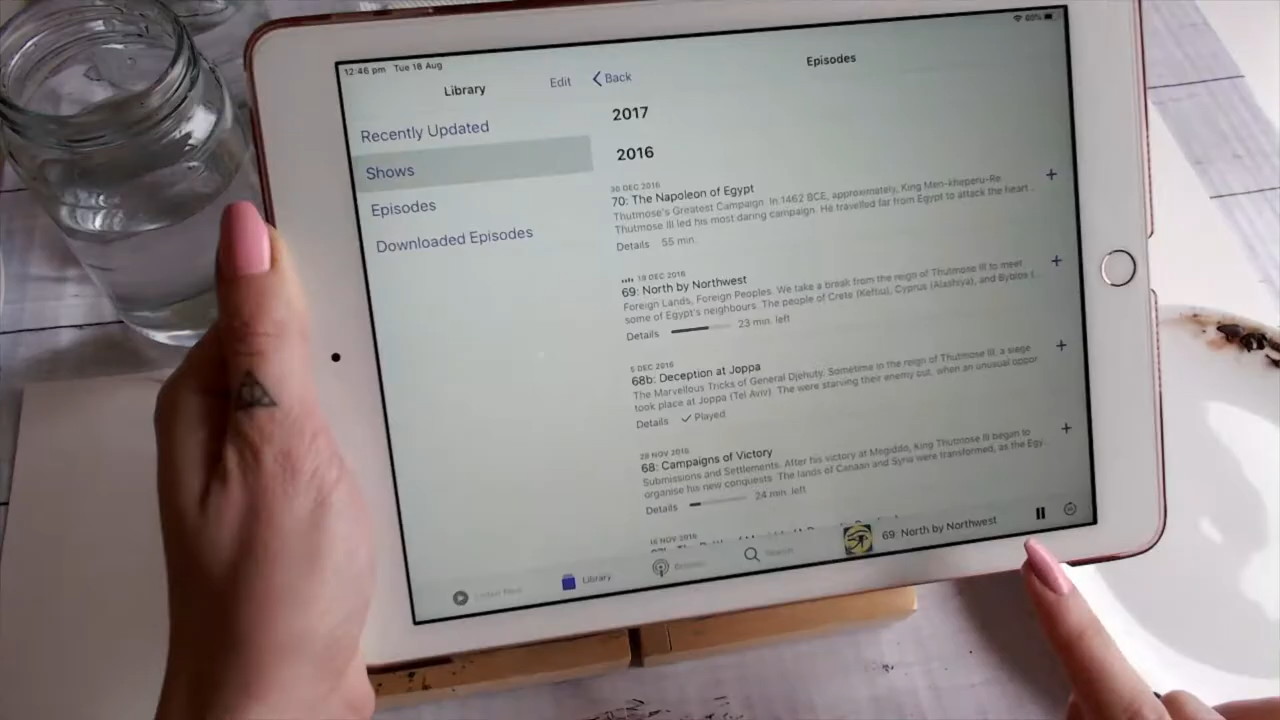 12:46 pm Tue 18 Aug
60%
Library
Edit
Back
Episodes
Recently Updated
Shows
Episodes
Downloaded Episodes
2017
2016
30 DEC 2016
70: The Napoleon of Egypt
Thutmose's Greatest Campaign. In 1462 BCE, approximately, King Men-kheperu-Re
Thutmose III led his most daring campaign. He travelled far from Egypt to attack the heart...
Details 55 min.
19 DEC 2016
69: North by Northwest
Foreign Lands, Foreign Peoples. We take a break from the reign of Thutmose III to meet
some of Egypt's neighbours. The people of Crete (Keftiu), Cyprus (Alashiya), and Byblos (...
Details 23 min. left
5 DEC 2016
68b: Deception at Joppa
The Marvellous Tricks of General Djehuty. Sometime in the reign of Thutmose III, a siege
took place at Joppa (Tel Aviv). The were starving their enemy out, when an unusual oppor...
Details Played
28 NOV 2016
68: Campaigns of Victory
Submissions and Settlements. After his victory at Megiddo, King Thutmose III began to
organise his new conquests. The lands of Canaan and Syria were transformed, as the Egy...
Details 24 min. left
NOV 2016
69: North by Northwest
Listen Now
Library
Browse
Search